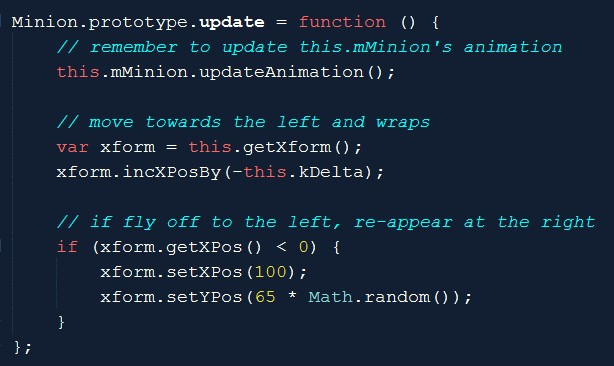 Minion.prototype.update = function () {
    // remember to update this.mMinion's animation
    this.mMinion.updateAnimation();

    // move towards the left and wraps
    var xform = this.getXform();
    xform.incXPosBy(-this.kDelta);

    // if fly off to the left, re-appear at the right
    if (xform.getXPos() < 0) {
        xform.setXPos(100);
        xform.setYPos(65 * Math.random());
    }
};